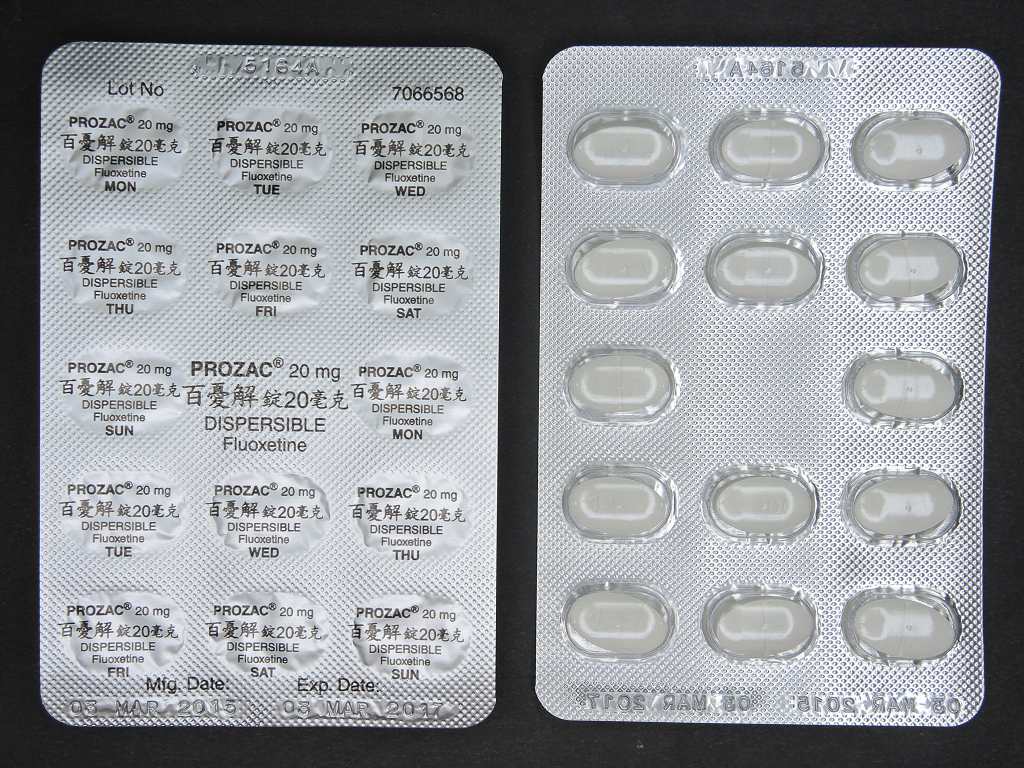 5164A
Lot No
7066568
PROZAC® 20 mg
百憂解錠20毫克
DISPERSIBLE
Fluoxetine
MON
PROZAC® 20 mg
百憂解錠20毫克
DISPERSIBLE
Fluoxetine
TUE
PROZAC® 20 mg
百憂解錠20毫克
DISPERSIBLE
Fluoxetine
WED
PROZAC® 20 mg
百憂解錠20毫克
DISPERSIBLE
Fluoxetine
THU
PROZAC® 20 mg
百憂解錠20毫克
DISPERSIBLE
Fluoxetine
FRI
PROZAC® 20 mg
百憂解錠20毫克
DISPERSIBLE
Fluoxetine
SAT
PROZAC® 20 mg
百憂解錠20毫克
DISPERSIBLE
Fluoxetine
SUN
PROZAC® 20 mg
百憂解錠20毫克
DISPERSIBLE
Fluoxetine
PROZAC® 20 mg
百憂解錠20毫克
DISPERSIBLE
Fluoxetine
MON
PROZAC® 20 mg
百憂解錠20毫克
DISPERSIBLE
Fluoxetine
TUE
PROZAC® 20 mg
百憂解錠20毫克
DISPERSIBLE
Fluoxetine
WED
PROZAC® 20 mg
百憂解錠20毫克
DISPERSIBLE
Fluoxetine
THU
PROZAC® 20 mg
百憂解錠20毫克
DISPERSIBLE
Fluoxetine
FRI
PROZAC® 20 mg
百憂解錠20毫克
DISPERSIBLE
Fluoxetine
SAT
PROZAC® 20 mg
百憂解錠20毫克
DISPERSIBLE
Fluoxetine
SUN
Mfg. Date:
Exp. Date:
03 MAR 2015
03 MAR 2017
5164A
03 MAR 2015
03 MAR 2017